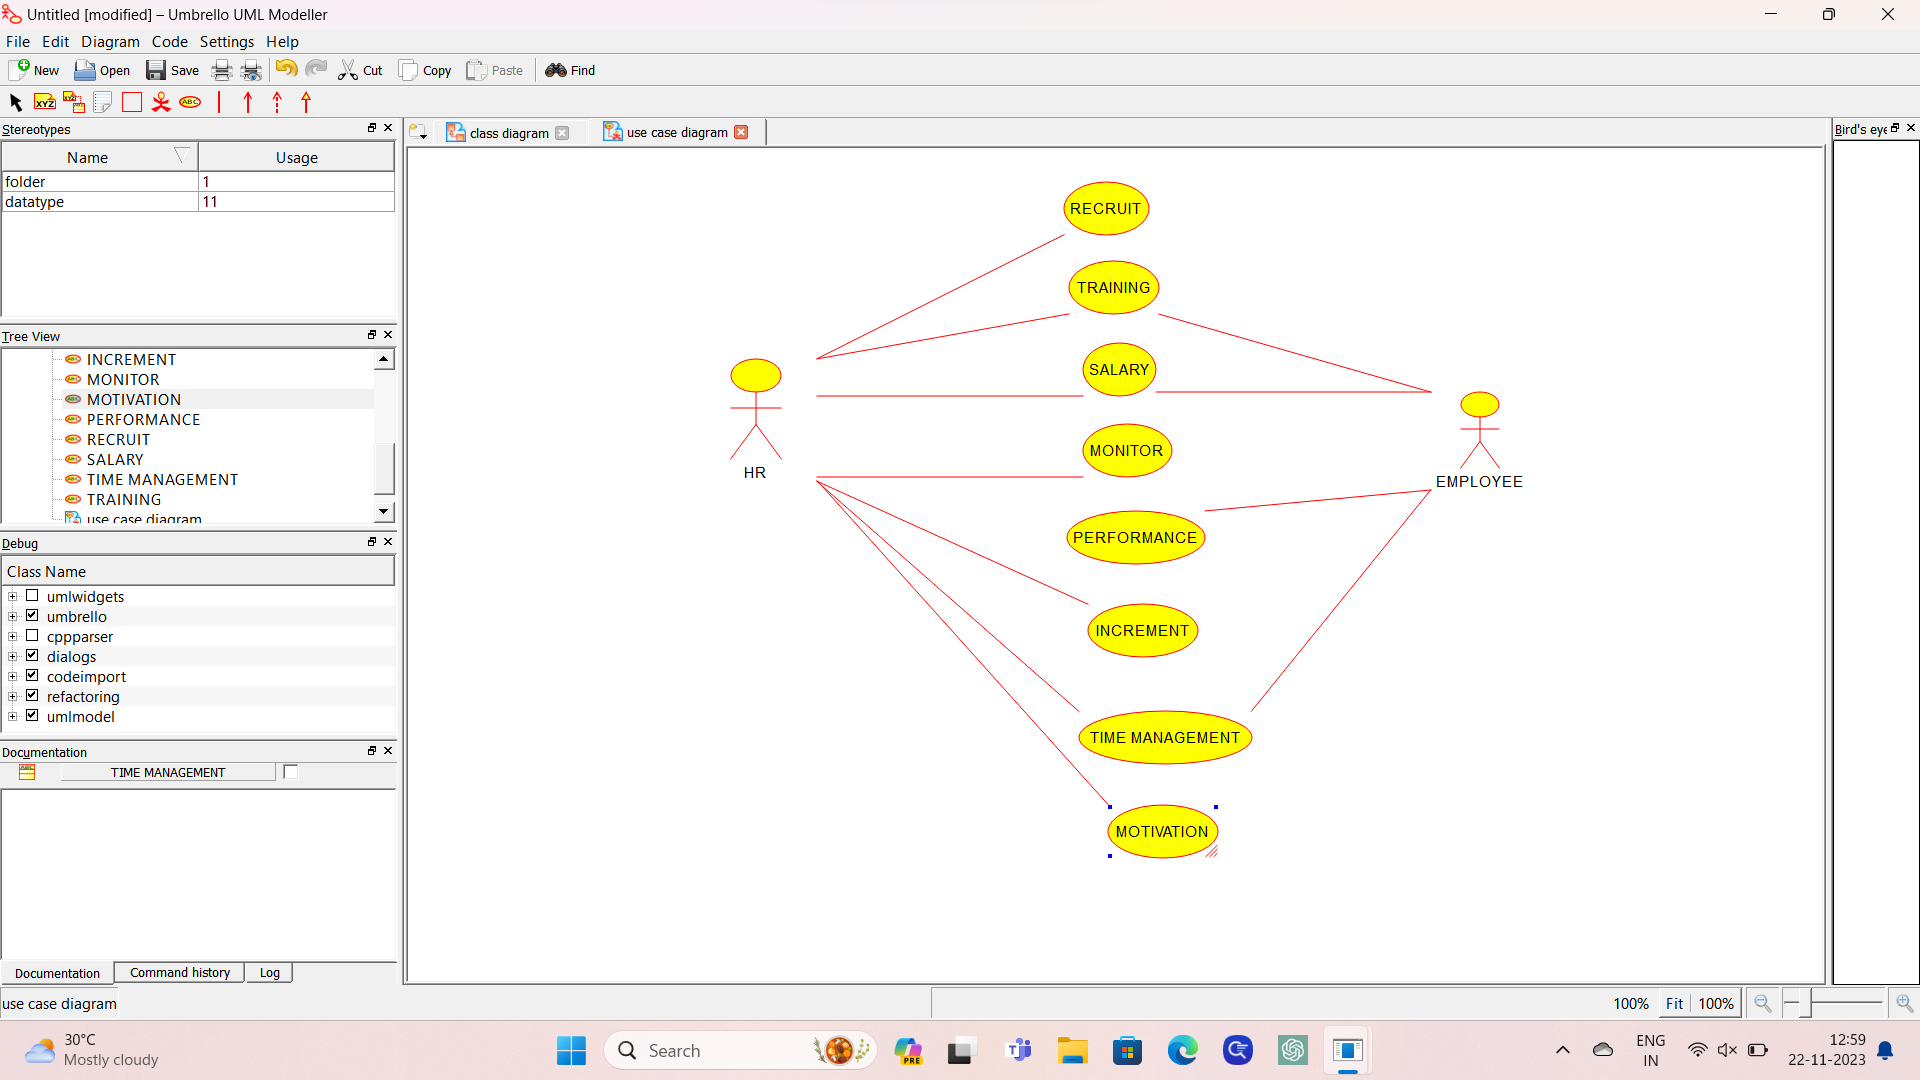 Untitled [modified] – Umbrello UML Modeller
File Edit Diagram Code Settings Help
New Open Save Cut Copy Paste Find
XYZ XYZ ABC
Stereotypes
Name Usage
folder 1
datatype 11
Tree View
INCREMENT
MONITOR
MOTIVATION
PERFORMANCE
RECRUIT
SALARY
TIME MANAGEMENT
TRAINING
use case diagram
Debug
Class Name
umlwidgets
umbrello
cppparser
dialogs
codeimport
refactoring
umlmodel
Documentation
TIME MANAGEMENT
Documentation Command history Log
class diagram use case diagram
RECRUIT
TRAINING
SALARY
MONITOR
HR
EMPLOYEE
PERFORMANCE
INCREMENT
TIME MANAGEMENT
MOTIVATION
Bird's eye
use case diagram
100% Fit 100%
30°C
Mostly cloudy
Search
PRE
ENG
IN
12:59
22-11-2023